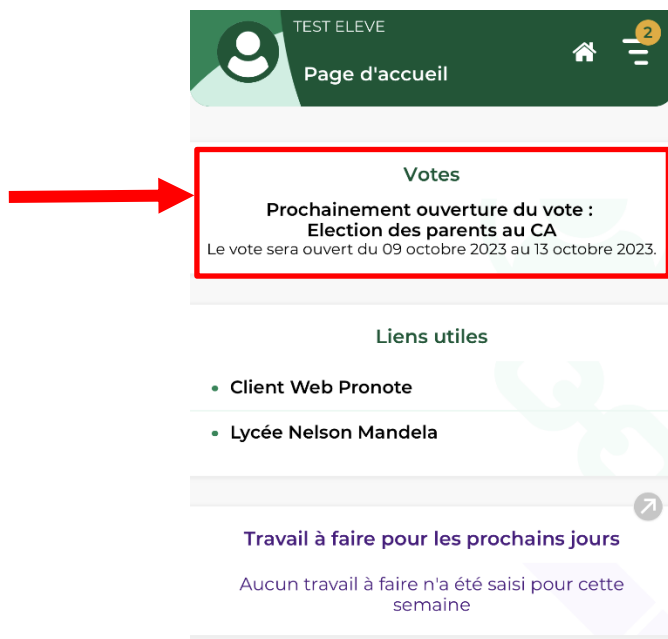 TEST ELEVE
2
Page d'accueil
Votes
Prochainement ouverture du vote :
Election des parents au CA
Le vote sera ouvert du 09 octobre 2023 au 13 octobre 2023.
Liens utiles
• Client Web Pronote
• Lycée Nelson Mandela
Travail à faire pour les prochains jours
Aucun travail à faire n'a été saisi pour cette
semaine